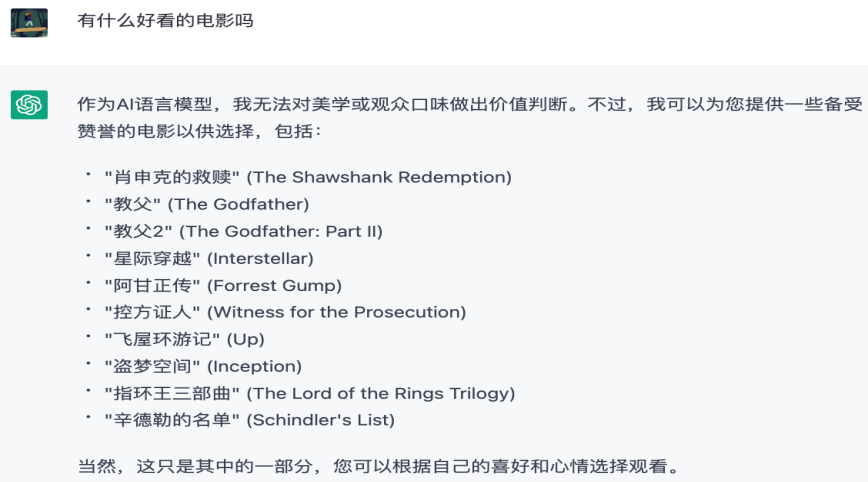 有什么好看的电影吗
作为AI语言模型，我无法对美学或观众口味做出价值判断。不过，我可以为您提供一些备受
赞誉的电影以供选择，包括：
· "肖申克的救赎" (The Shawshank Redemption)
· "教父" (The Godfather)
· "教父2" (The Godfather: Part II)
· "星际穿越" (Interstellar)
· "阿甘正传" (Forrest Gump)
· "控方证人" (Witness for the Prosecution)
· "飞屋环游记" (Up)
· "盗梦空间" (Inception)
· "指环王三部曲" (The Lord of the Rings Trilogy)
· "辛德勒的名单" (Schindler's List)
当然，这只是其中的一部分，您可以根据自己的喜好和心情选择观看。